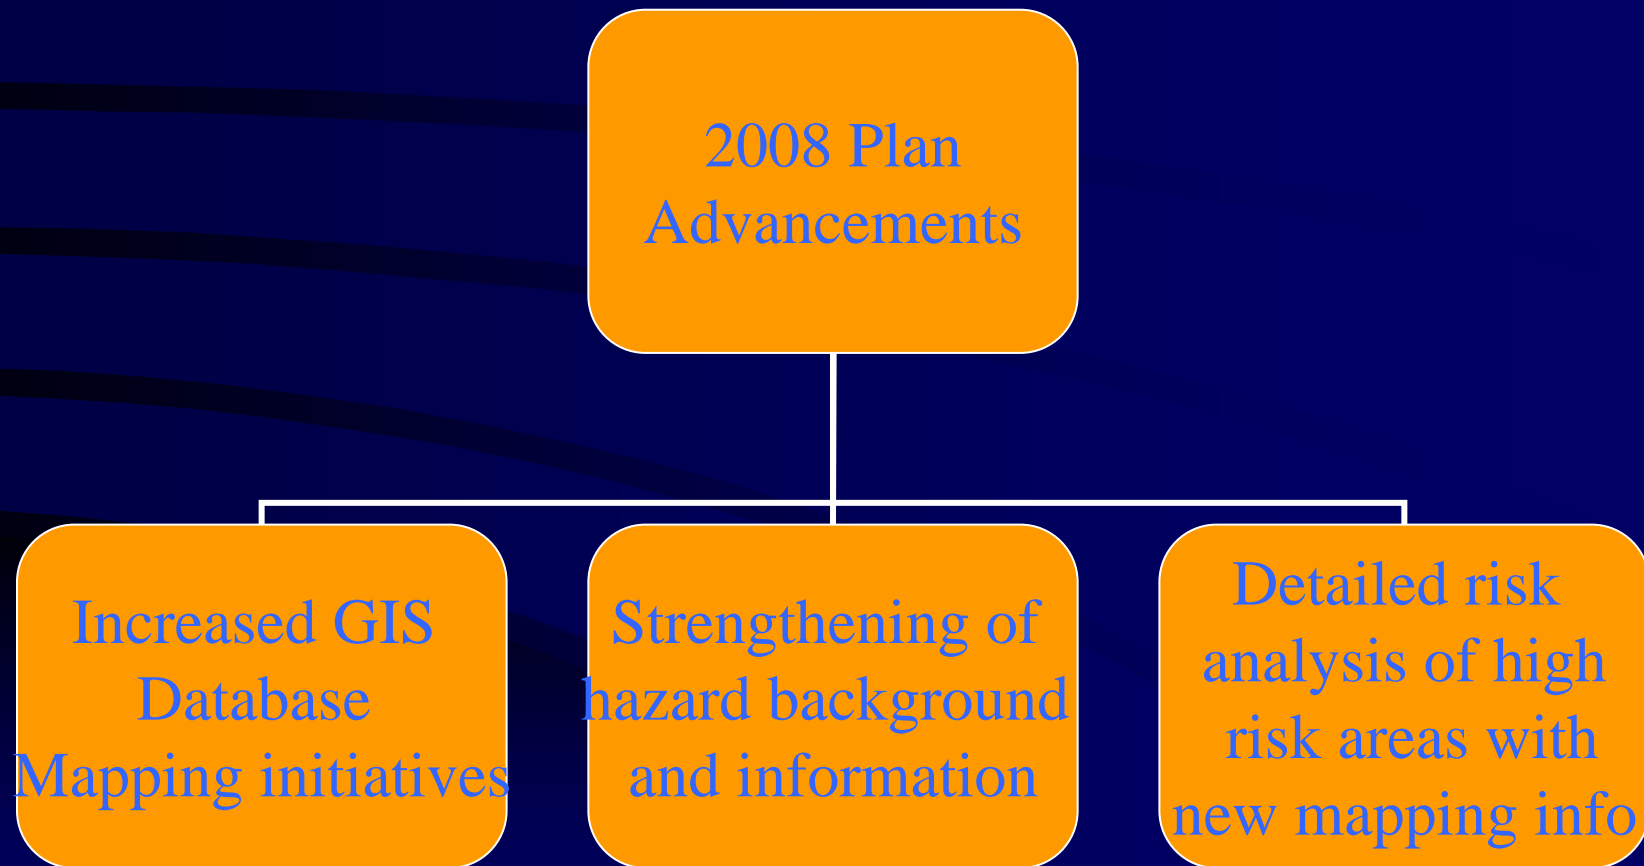 2008 Plan
Advancements
Increased GIS
Database
Mapping initiatives
Strengthening of
hazard background
and information
Detailed risk
analysis of high
risk areas with
new mapping info